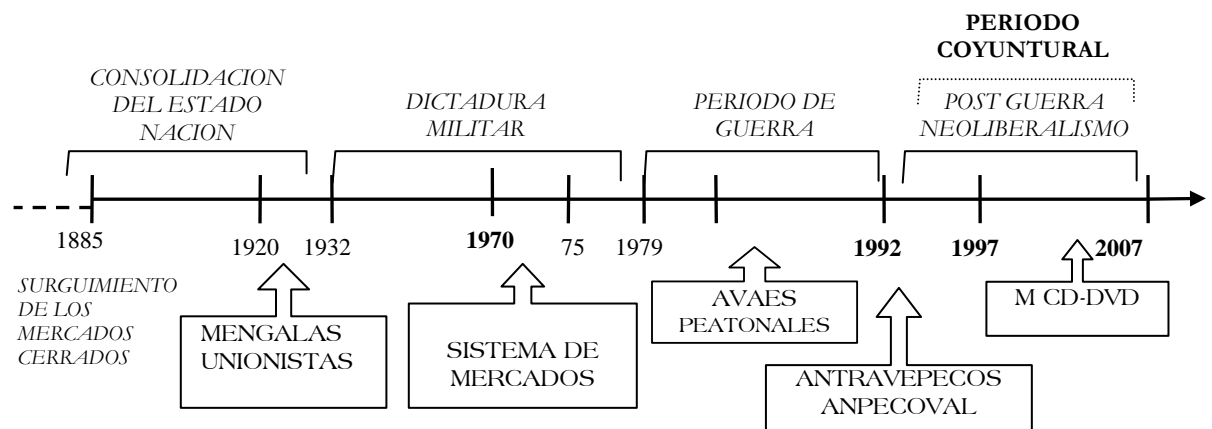 PERIODO
COYUNTURAL
CONSOLIDACION
DEL ESTADO
NACION
DICTADURA
MILITAR
PERIODO DE
GUERRA
POST GUERRA
NEOLIBERALISMO
1885
1920
1932
1970
75
1979
1992
1997
2007
SURGUIMIENTO
DE LOS
MERCADOS
CERRADOS
MENGALAS
UNIONISTAS
SISTEMA DE
MERCADOS
AVAES
PEATONALES
ANTRAVEPECOS
ANPECOVAL
M CD-DVD